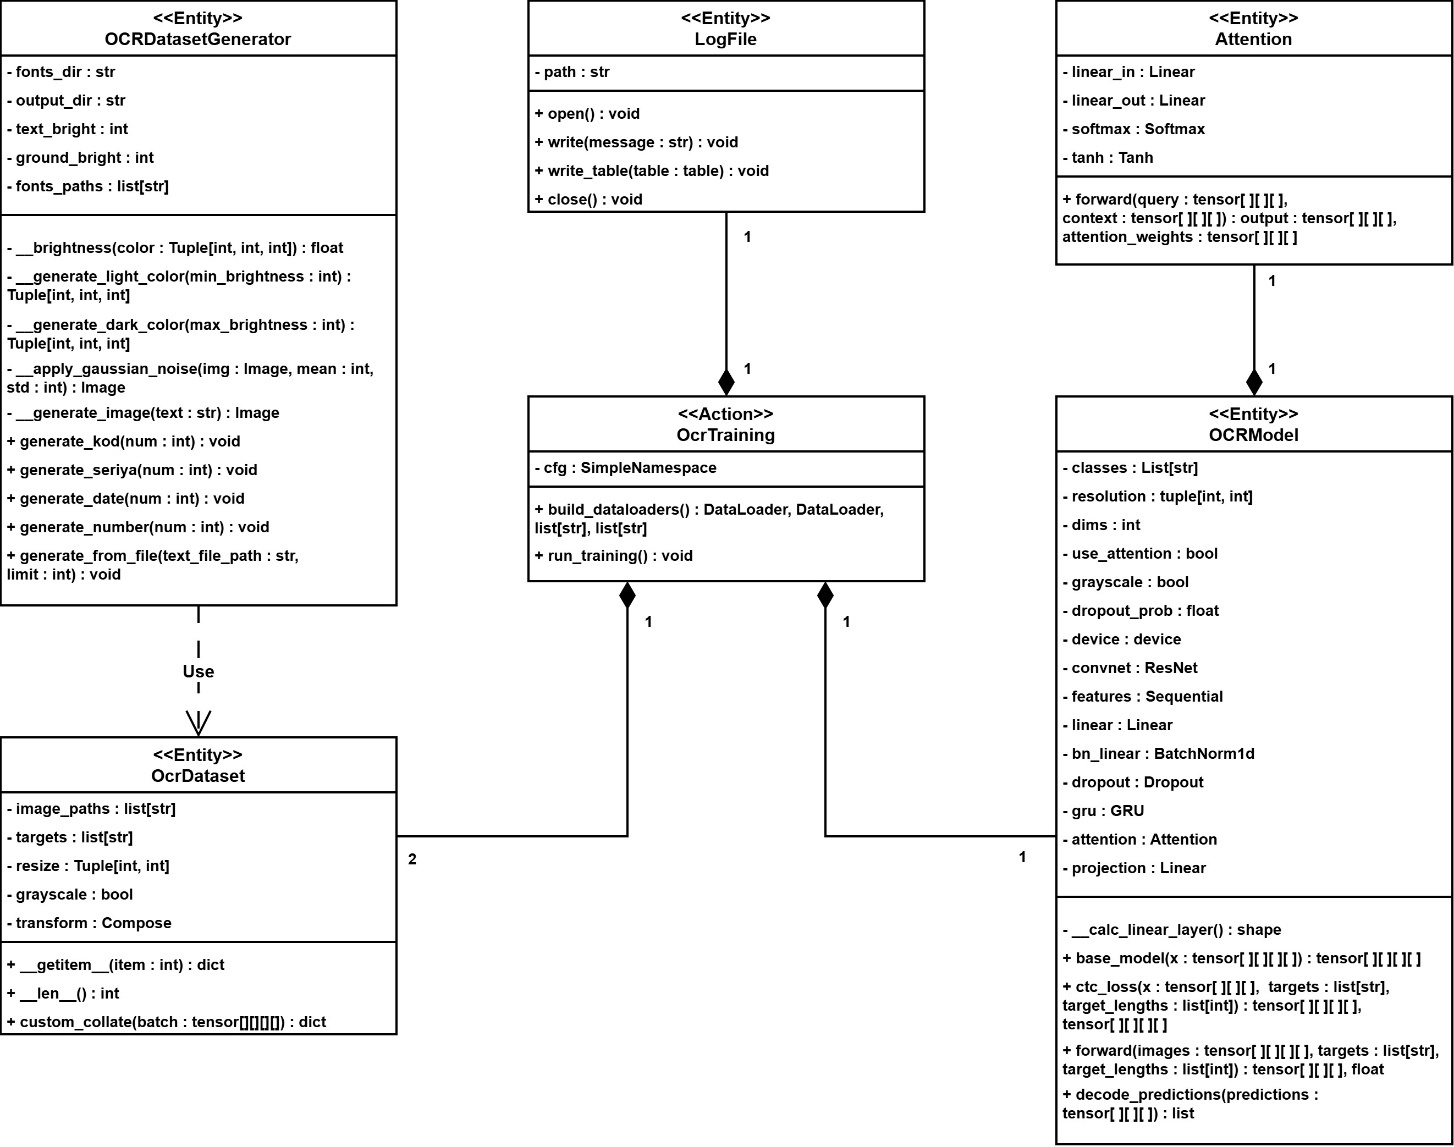 <<Entity>>
OCRDatasetGenerator
- fonts_dir : str
- output_dir : str
- text_bright : int
- ground_bright : int
- fonts_paths : list[str]
- __brightness(color : Tuple[int, int, int]) : float
- __generate_light_color(min_brightness : int) :
Tuple[int, int, int]
- __generate_dark_color(max_brightness : int) :
Tuple[int, int, int]
- __apply_gaussian_noise(img : Image, mean : int,
std : int) : Image
- __generate_image(text : str) : Image
+ generate_kod(num : int) : void
+ generate_seriya(num : int) : void
+ generate_date(num : int) : void
+ generate_number(num : int) : void
+ generate_from_file(text_file_path : str,
limit : int) : void
Use
<<Entity>>
OcrDataset
- image_paths : list[str]
- targets : list[str]
- resize : Tuple[int, int]
- grayscale : bool
- transform : Compose
+ __getitem__(item : int) : dict
+ __len__() : int
+ custom_collate(batch : tensor[][][][]) : dict
<<Entity>>
LogFile
- path : str
+ open() : void
+ write(message : str) : void
+ write_table(table : table) : void
+ close() : void
1
1
<<Action>>
OcrTraining
- cfg : SimpleNamespace
+ build_dataloaders() : DataLoader, DataLoader,
list[str], list[str]
+ run_training() : void
1
1
2
1
<<Entity>>
Attention
- linear_in : Linear
- linear_out : Linear
- softmax : Softmax
- tanh : Tanh
+ forward(query : tensor[ ][ ][ ],
context : tensor[ ][ ][ ]) : output : tensor[ ][ ][ ],
attention_weights : tensor[ ][ ][ ]
1
1
<<Entity>>
OCRModel
- classes : List[str]
- resolution : tuple[int, int]
- dims : int
- use_attention : bool
- grayscale : bool
- dropout_prob : float
- device : device
- convnet : ResNet
- features : Sequential
- linear : Linear
- bn_linear : BatchNorm1d
- dropout : Dropout
- gru : GRU
- attention : Attention
- projection : Linear
- __calc_linear_layer() : shape
+ base_model(x : tensor[ ][ ][ ][ ]) : tensor[ ][ ][ ][ ]
+ ctc_loss(x : tensor[ ][ ][ ], targets : list[str],
target_lengths : list[int]) : tensor[ ][ ][ ][ ],
tensor[ ][ ][ ][ ]
+ forward(images : tensor[ ][ ][ ][ ], targets : list[str],
target_lengths : list[int]) : tensor[ ][ ][ ], float
+ decode_predictions(predictions :
tensor[ ][ ][ ]) : list